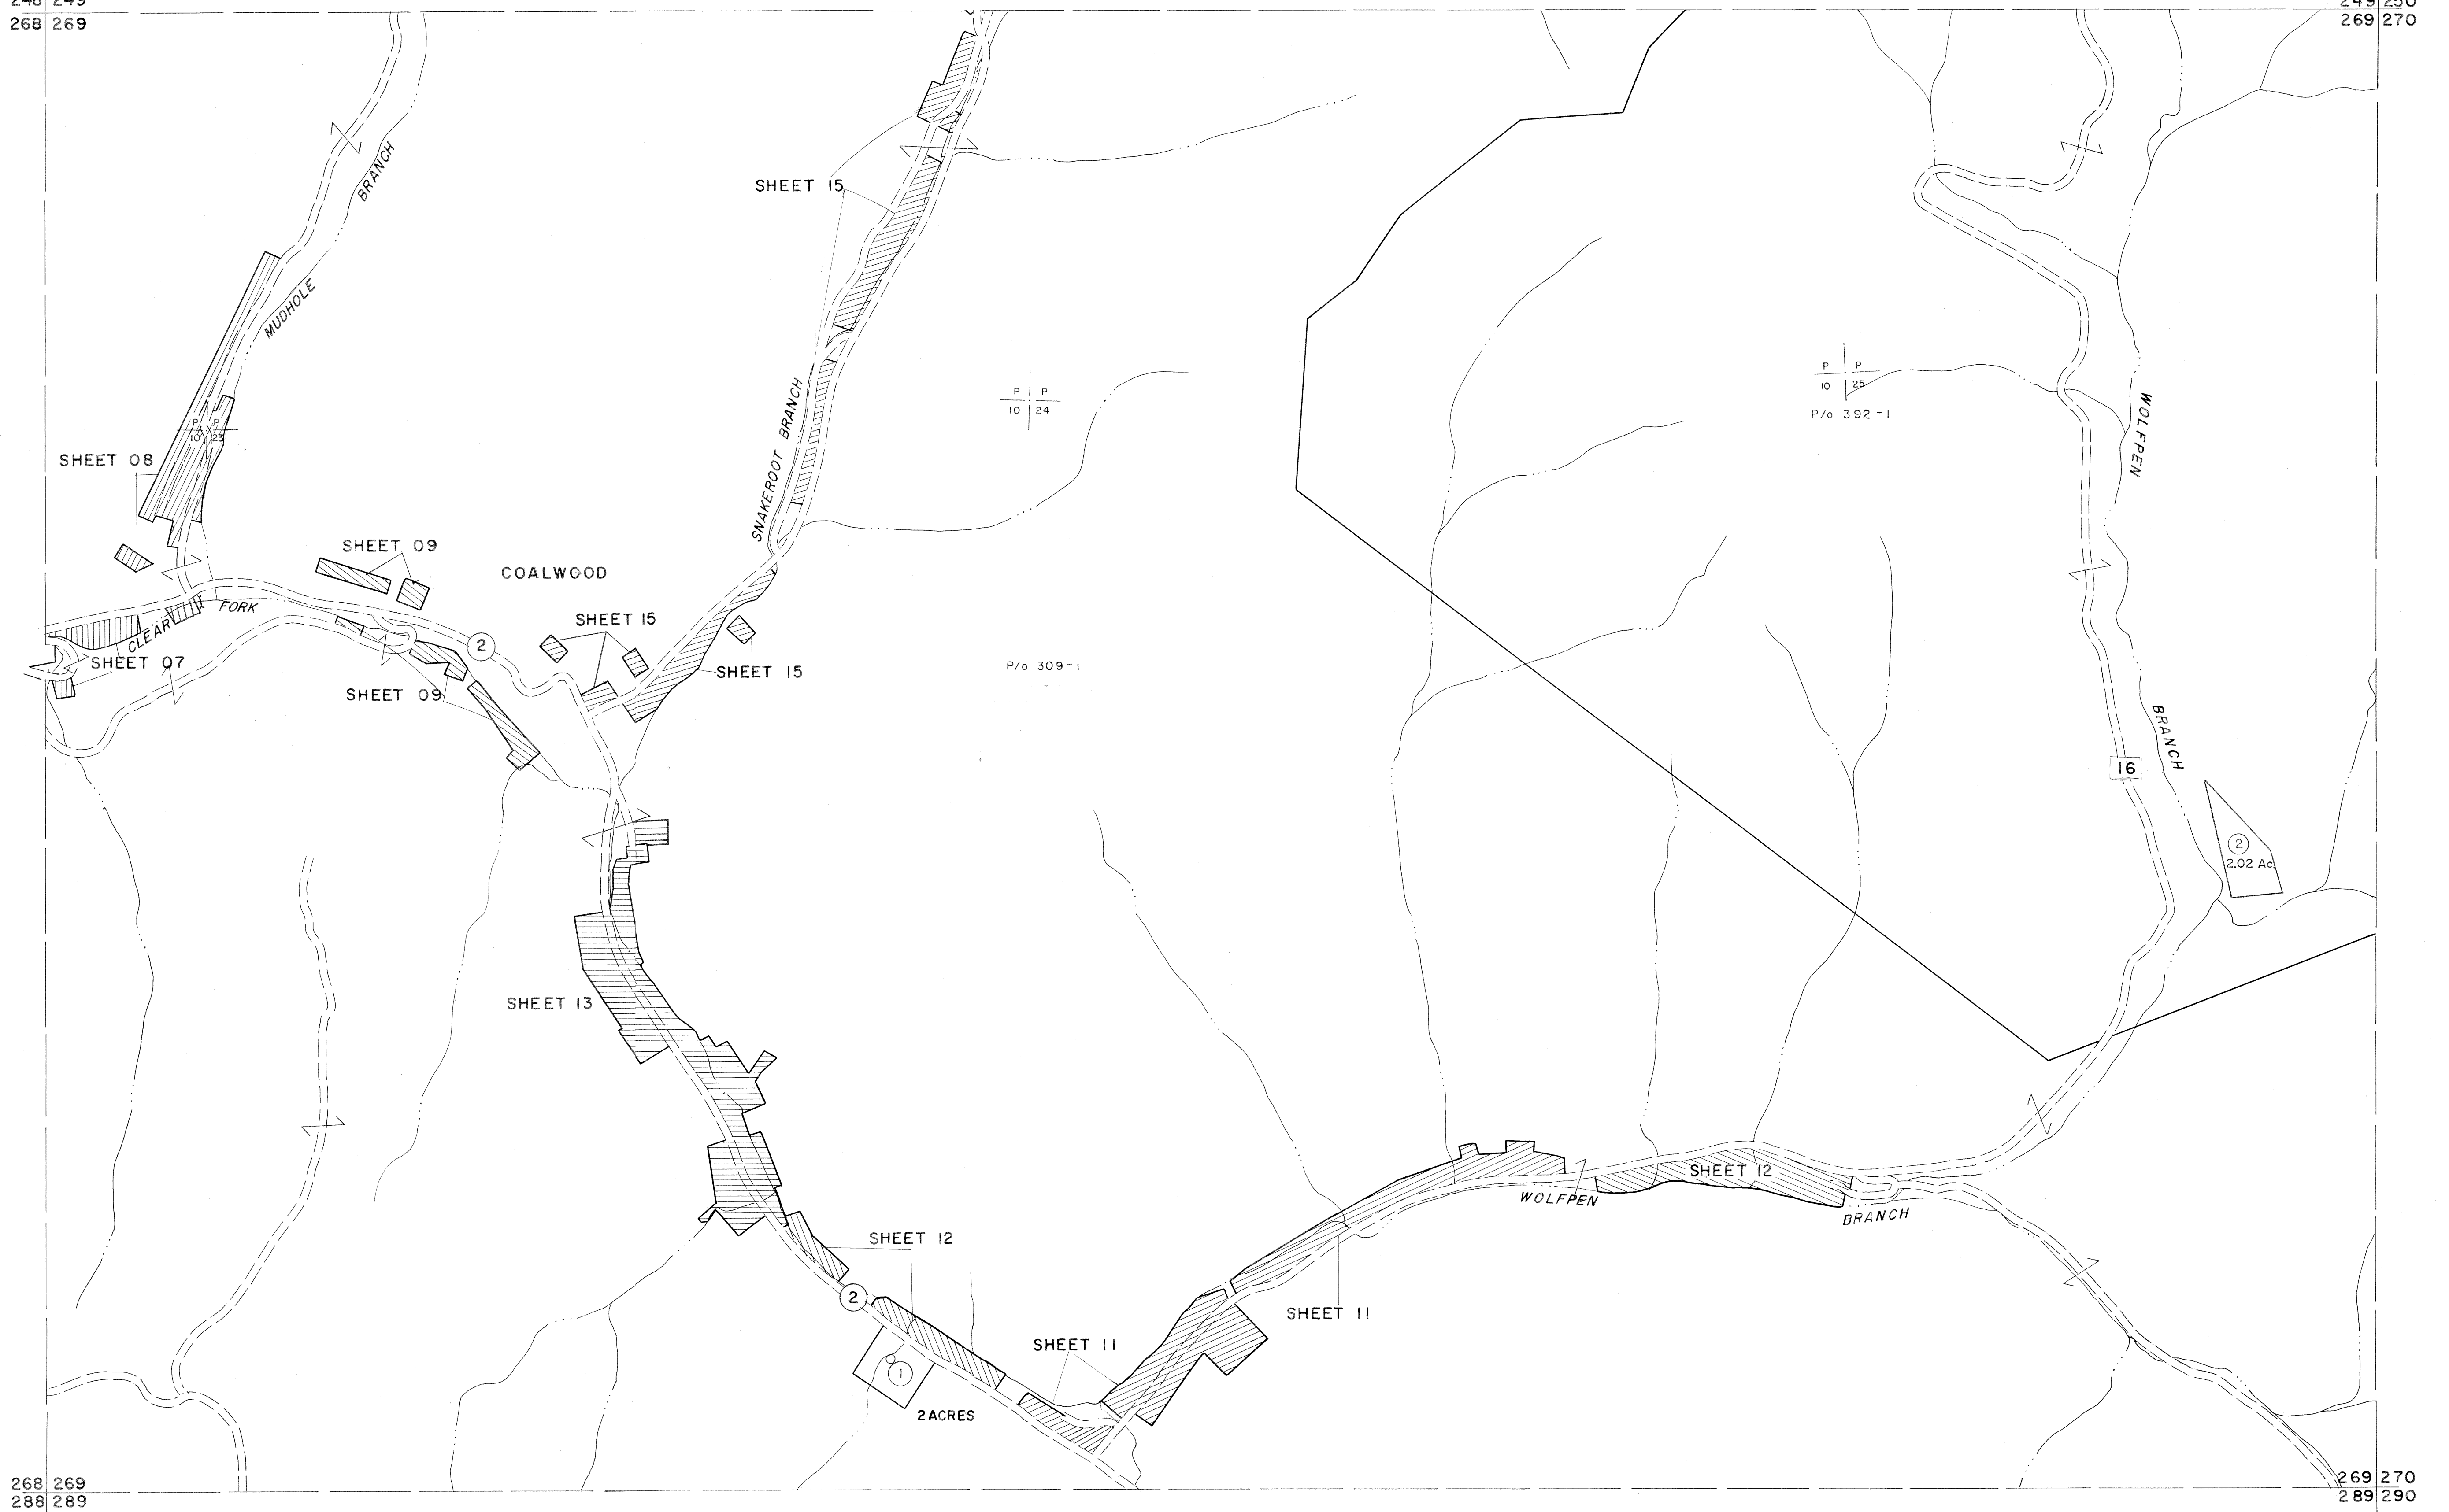 248 249
268 269
249 250
269 270
BRANCH
MUDHOLE
SHEET 15
SNAKEROOT BRANCH
P P
10 24
P P
10 25
P/o 392-1
WOLFPEN
BRANCH
P P
10 23
SHEET 08
SHEET 09
COALWOOD
FORK
CLEAR
SHEET 15
2
SHEET 07
SHEET 15
P/o 309-1
SHEET 09
16
2
2.02 Ac.
SHEET 13
SHEET 12
WOLFPEN
BRANCH
SHEET 12
2
SHEET 11
SHEET 11
1
2 ACRES
268 269
288 289
269 270
289 290